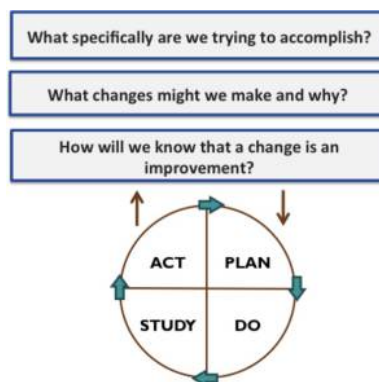 What specifically are we trying to accomplish?
What changes might we make and why?
How will we know that a change is an
improvement?
ACT PLAN
STUDY DO